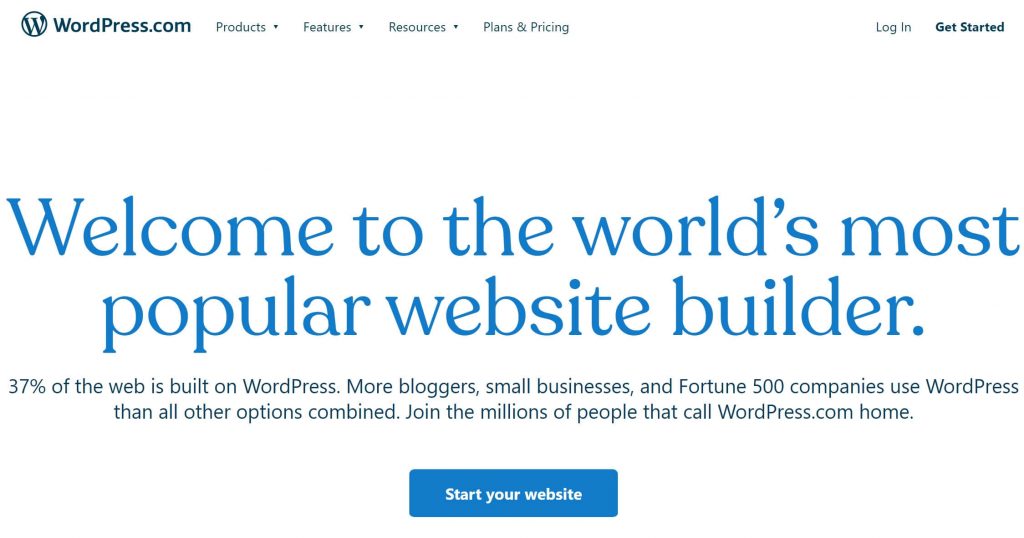 WordPress.com Products Features Resources Plans & Pricing Log In Get Started
Welcome to the world’s most
popular website builder.
37% of the web is built on WordPress. More bloggers, small businesses, and Fortune 500 companies use WordPress
than all other options combined. Join the millions of people that call WordPress.com home.
Start your website